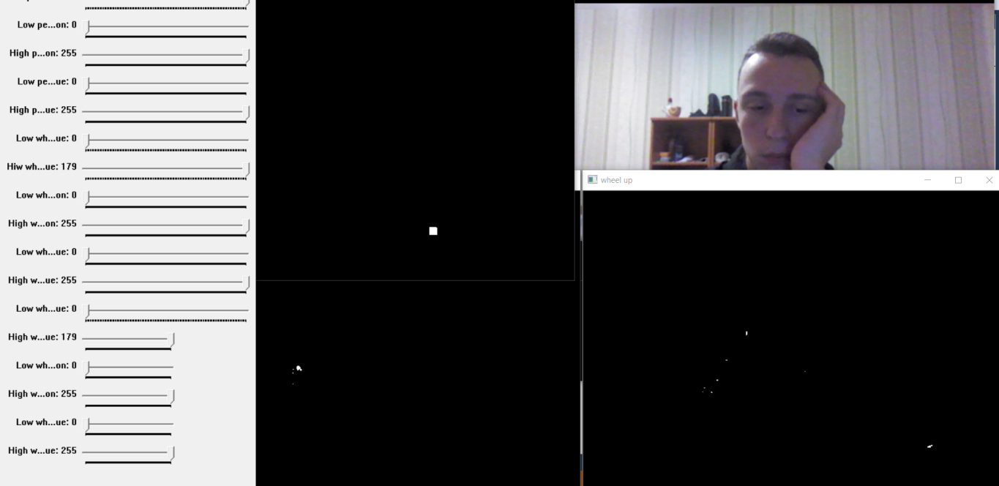 Low pe...on: 0
High p...on: 255
Low pe...ue: 0
High p...ue: 255
Low wh...ue: 0
Hiw wh...ue: 179
Low wh...on: 0
High w...on: 255
Low wh...ue: 0
High w...ue: 255
Low wh...ue: 0
High w...ue: 179
Low wh...on: 0
High w...on: 255
Low wh...ue: 0
High w...ue: 255
wheel up